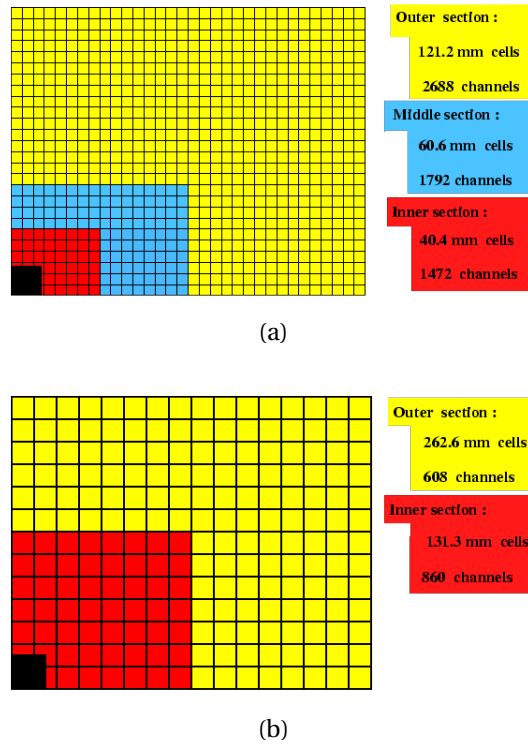 Outer section :
121.2 mm cells
2688 channels
Middle section :
60.6 mm cells
1792 channels
Inner section :
40.4 mm cells
1472 channels
(a)
Outer section :
262.6 mm cells
608 channels
Inner section :
131.3 mm cells
860 channels
(b)